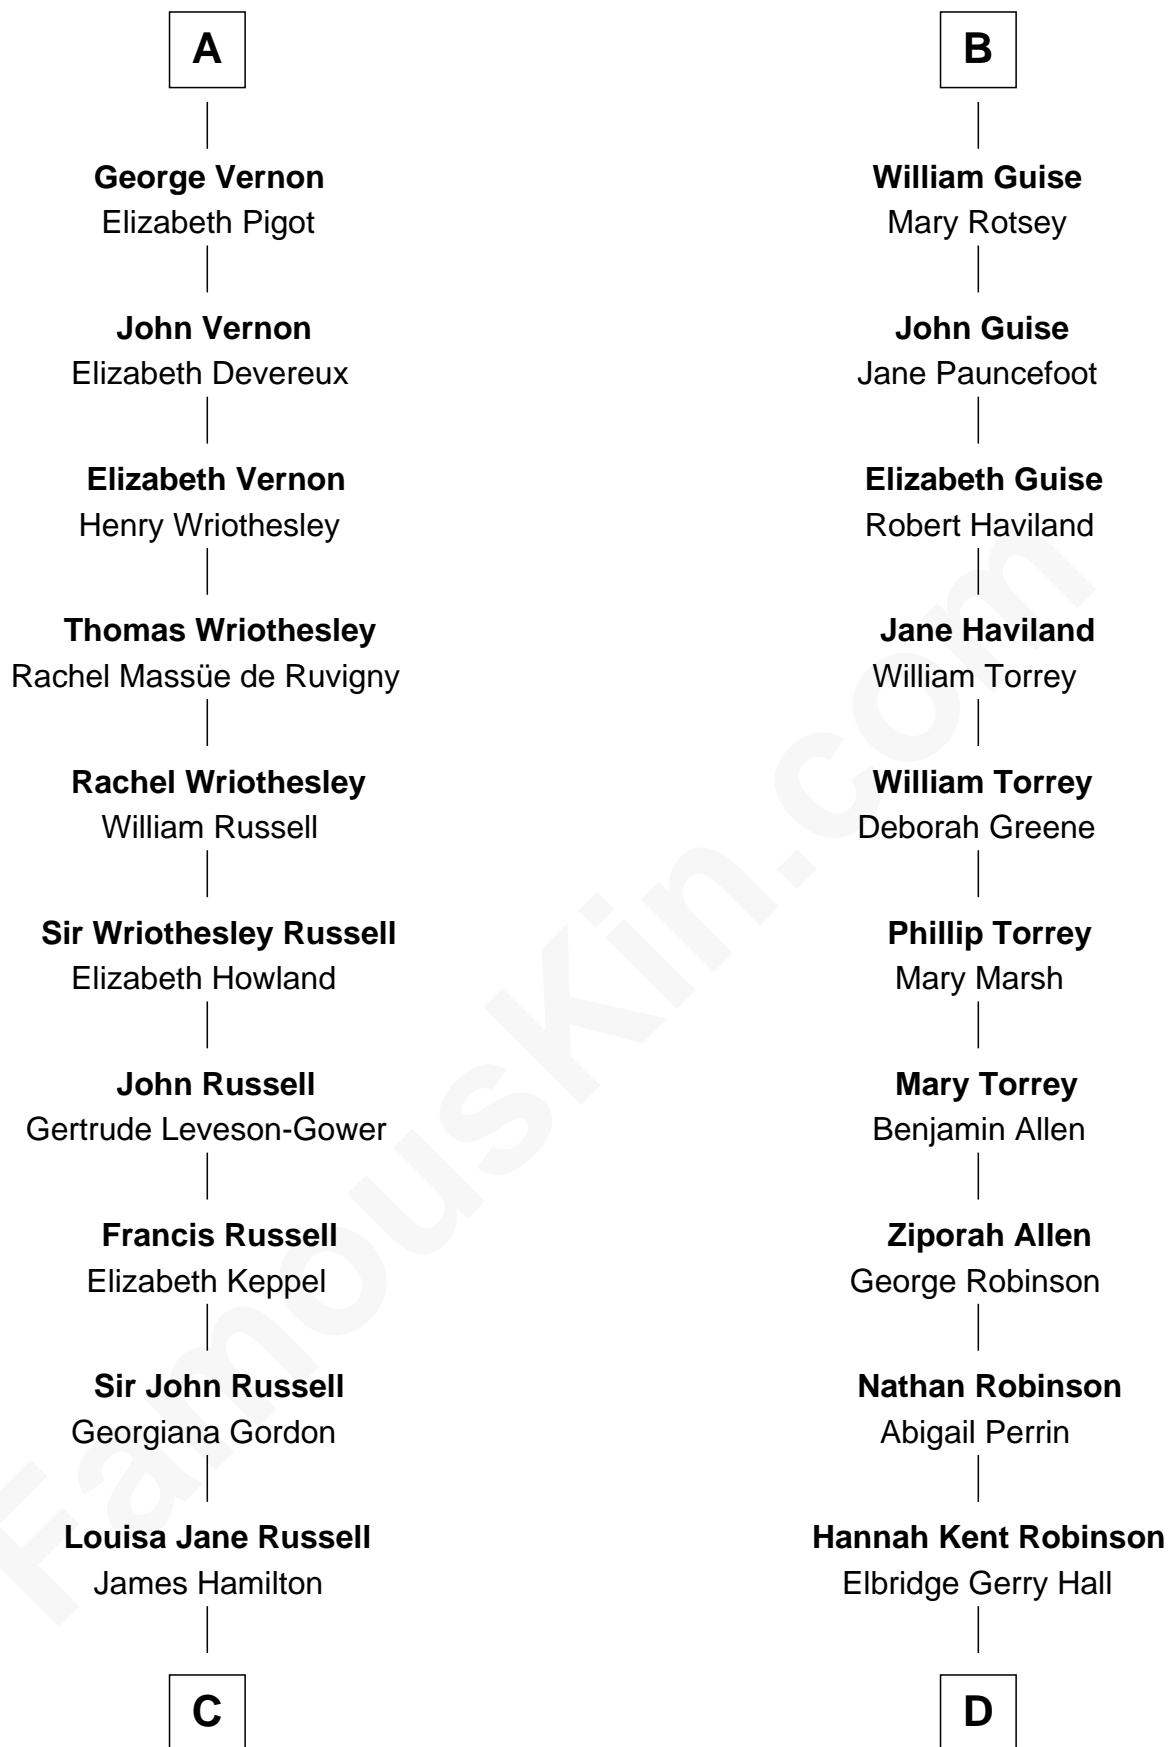 A
George Vernon
Elizabeth Pigot
John Vernon
Elizabeth Devereux
Elizabeth Vernon
Henry Wriothesley
Thomas Wriothesley
Rachel Massüe de Ruvigny
Rachel Wriothesley
William Russell
Sir Wriothesley Russell
Elizabeth Howland
John Russell
Gertrude Leveson-Gower
Francis Russell
Elizabeth Keppel
Sir John Russell
Georgiana Gordon
Louisa Jane Russell
James Hamilton
C
B
William Guise
Mary Rotsey
John Guise
Jane Pauncefoot
Elizabeth Guise
Robert Haviland
Jane Haviland
William Torrey
William Torrey
Deborah Greene
Phillip Torrey
Mary Marsh
Mary Torrey
Benjamin Allen
Ziporah Allen
George Robinson
Nathan Robinson
Abigail Perrin
Hannah Kent Robinson
Elbridge Gerry Hall
D
FamousKin.com